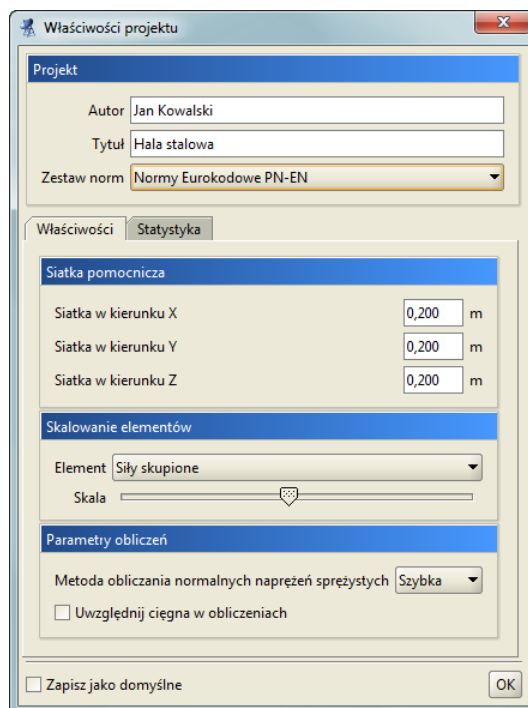 Właściwości projektu
Projekt
Autor Jan Kowalski
Tytuł Hala stalowa
Zestaw norm Normy Eurokodowe PN-EN
Właściwości Statystyka
Siatka pomocnicza
Siatka w kierunku X 0,200 m
Siatka w kierunku Y 0,200 m
Siatka w kierunku Z 0,200 m
Skalowanie elementów
Element Siły skupione
Skala
Parametry obliczeń
Metoda obliczania normalnych naprężeń sprężystych Szybka
Uwzględnij cięgna w obliczeniach
Zapisz jako domyślne OK